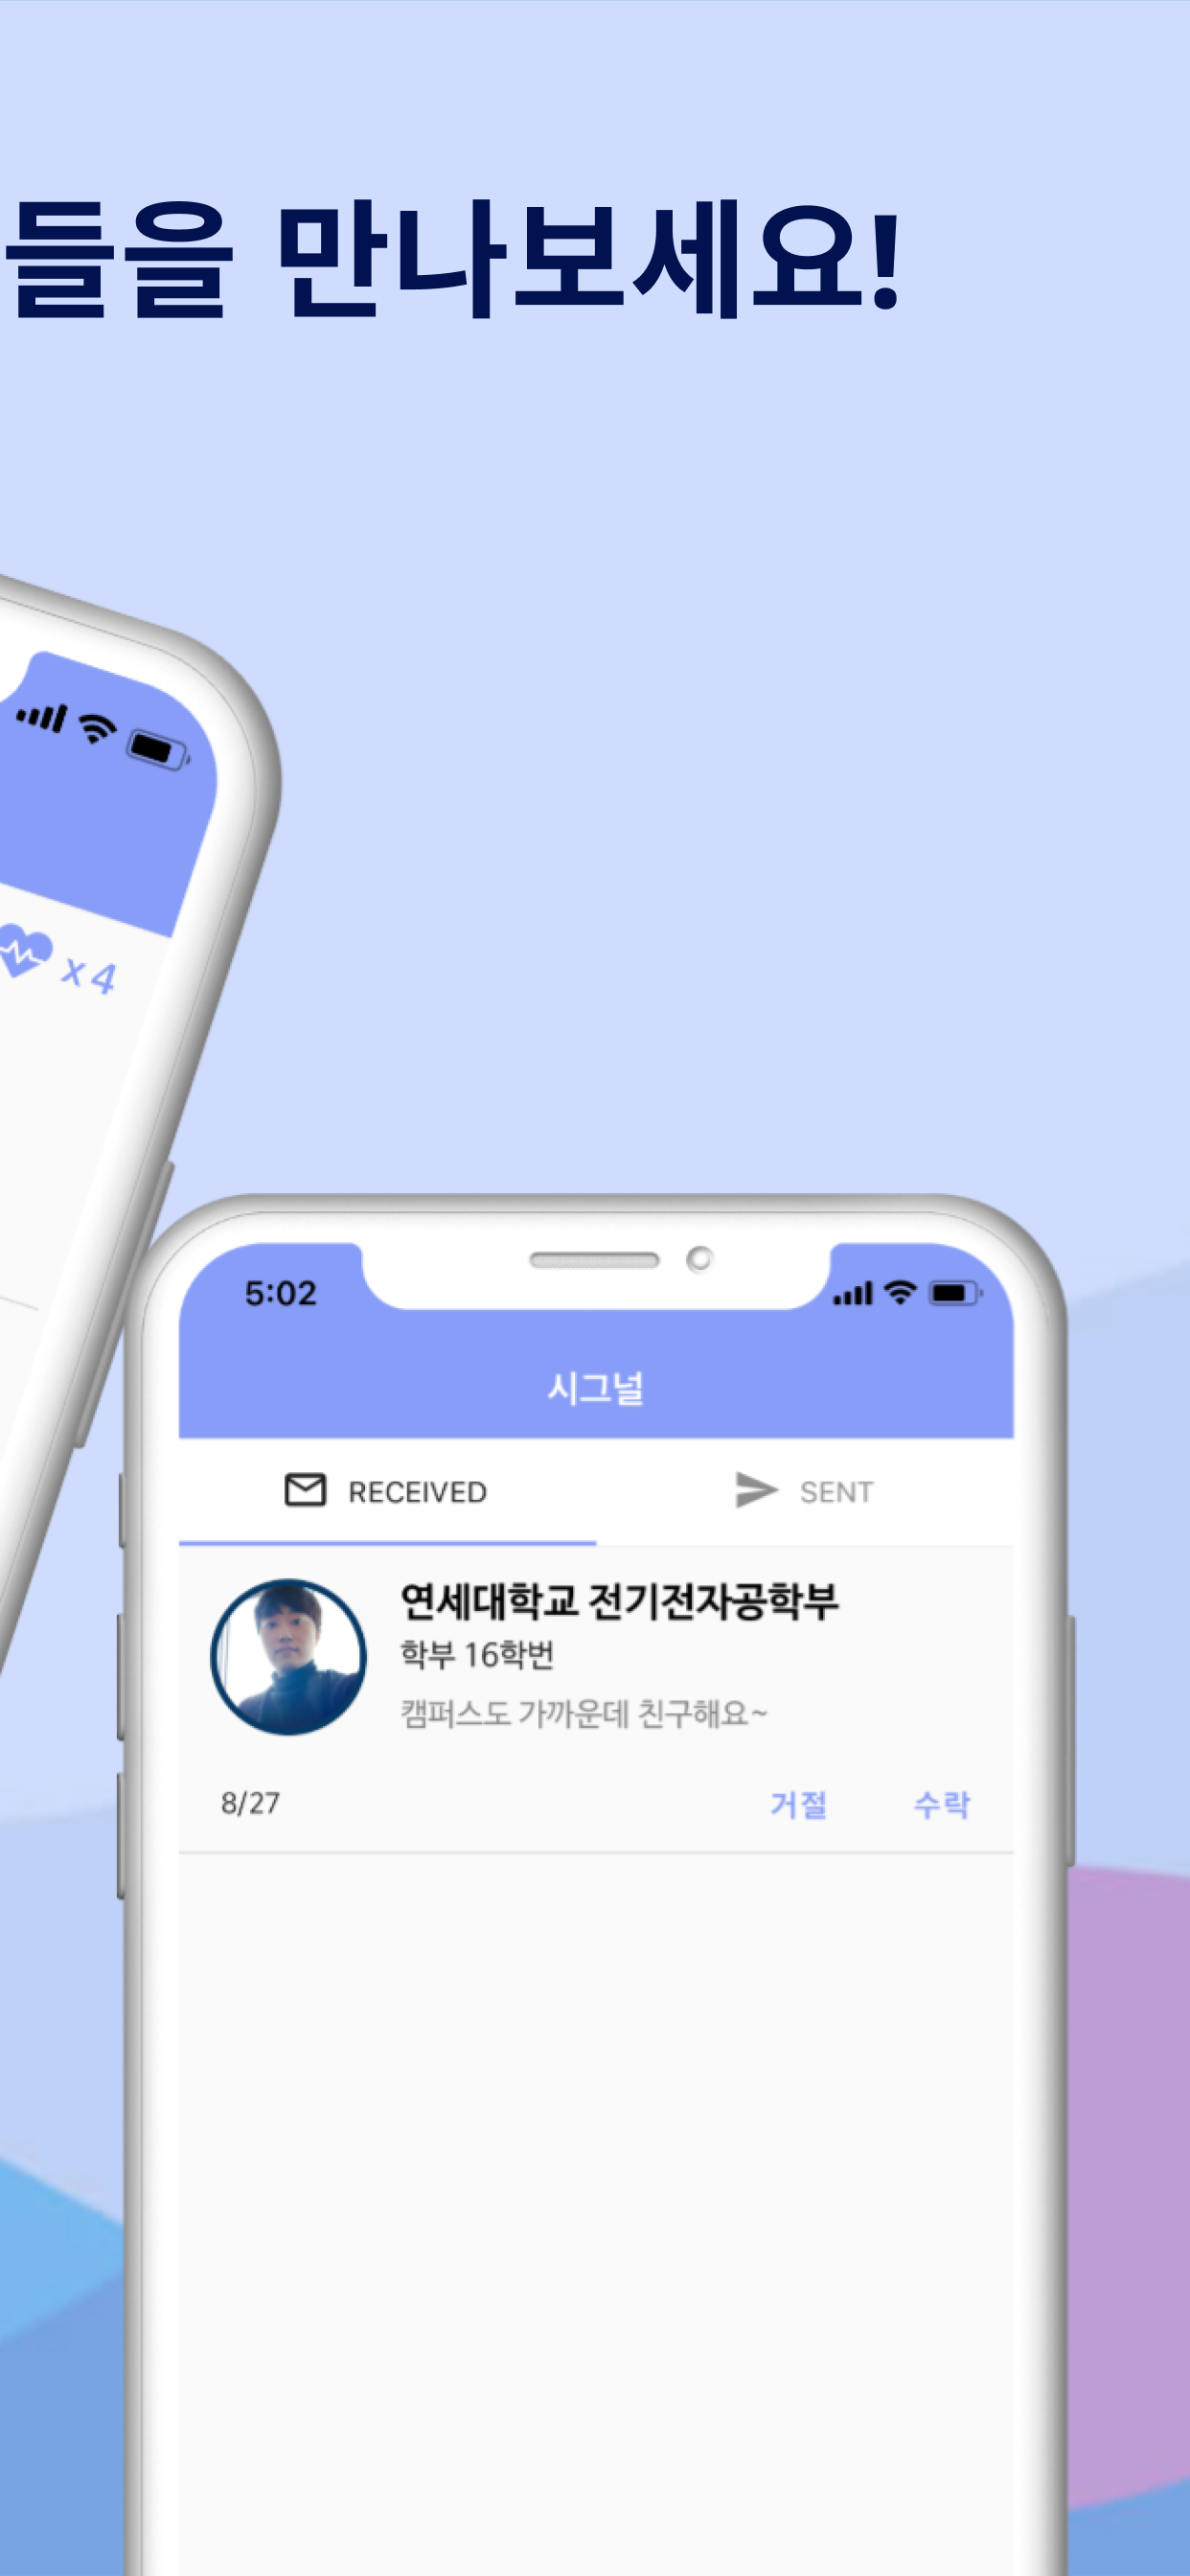 들을 만나보세요!
x4
5:02
시그널
RECEIVED
SENT
연세대학교 전기전자공학부
학부 16학번
캠퍼스도 가까운데 친구해요~
8/27
거절
수락